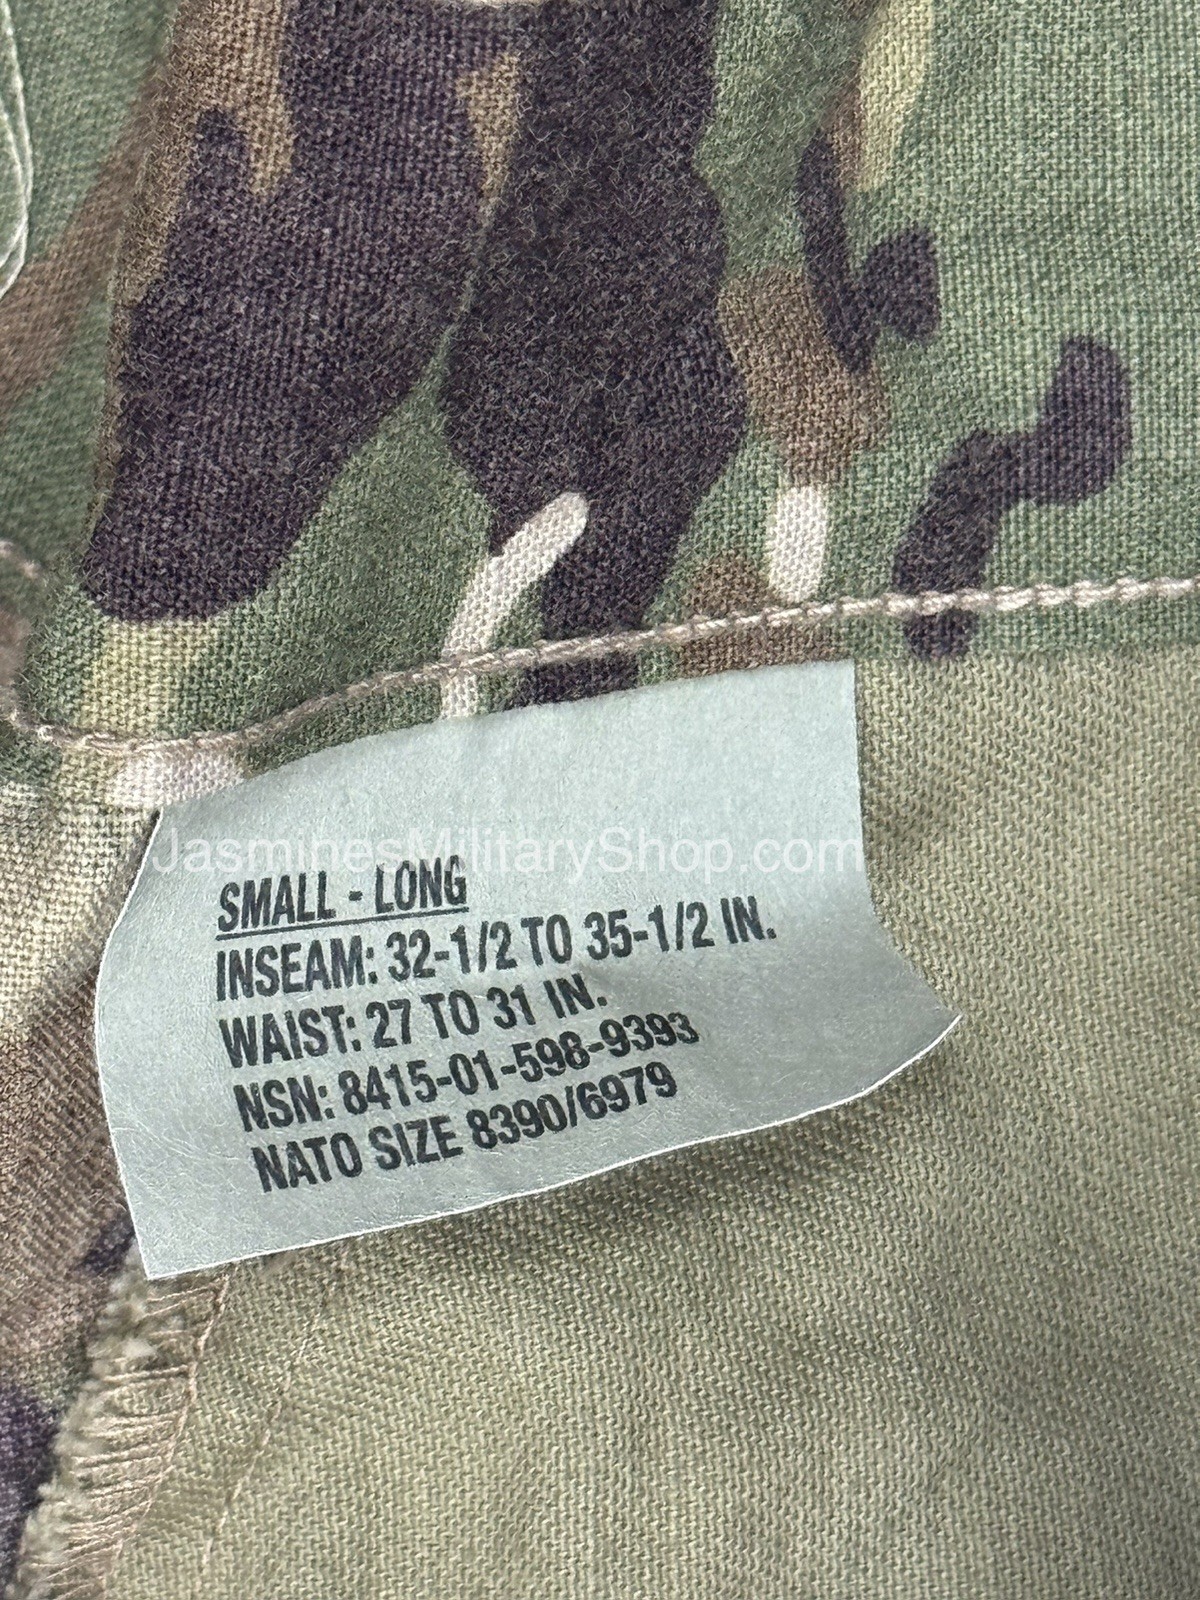 JasminesMilitaryShop.com
SMALL - LONG
INSEAM: 32-1/2 TO 35-1/2 IN.
WAIST: 27 TO 31 IN.
NSN: 8415-01-598-9393
NATO SIZE 8390/6979